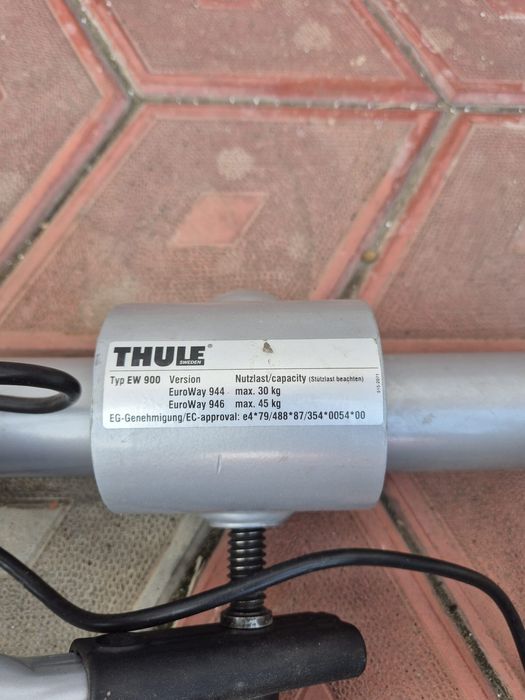 THULE®
SWEDEN
Typ EW 900 Version Nutzlast/capacity (Stützlast beachten)
EuroWay 944 max. 30 kg
EuroWay 946 max. 45 kg
EG-Genehmigung/EC-approval: e4*79/488*87/354*0054*00